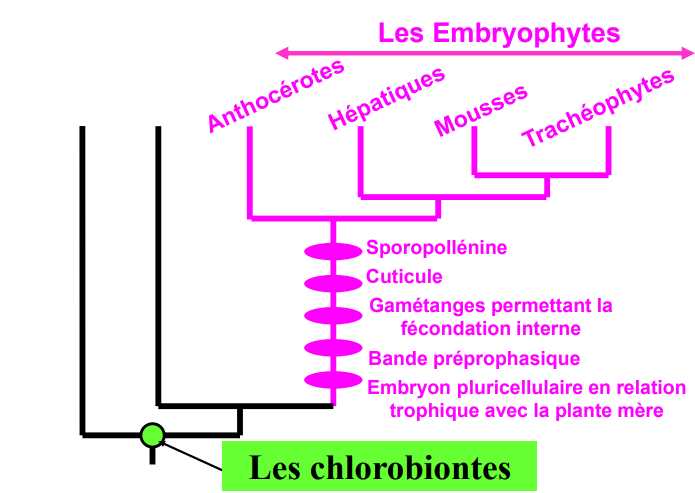 Les Embryophytes
Anthocérotes
Hépatiques
Mousses
Trachéophytes
Sporopollénine
Cuticule
Gamétanges permettant la
fécondation interne
Bande préprophasique
Embryon pluricellulaire en relation
trophique avec la plante mère
Les chlorobiontes